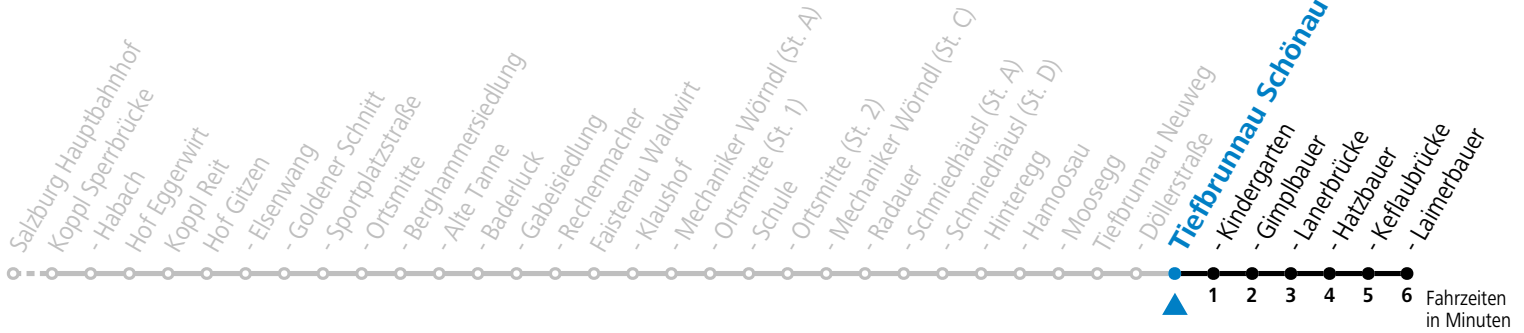 Salzburg Hauptbahnhof
Koppl Sperrbrücke
- Habach
Hof Eggerwirt
Koppl Reit
Hof Gitzen
- Elsenwang
- Goldener Schnitt
- Sportplatzstraße
- Ortsmitte
- Berghammersiedlung
- Alte Tanne
- Baderluck
- Gabeisiedlung
- Rechenmacher
Faistenau Waldwirt
- Klaushof
- Mechaniker Wörndl (St. A)
- Ortsmitte (St. 1)
- Schule
- Ortsmitte (St. 2)
- Mechaniker Wörndl (St. C)
- Radauer
- Schmiedhäusl (St. A)
- Schmiedhäusl (St. D)
- Hinteregg
- Hamoosau
- Moosegg
Tiefbrunnau Neuweg
- Döllerstraße
Tiefbrunnau Schönau
- Kindergarten
- Gimplbauer
- Lanerbrücke
- Hatzbauer
- Keflaubrücke
- Laimerbauer
1 2 3 4 5 6 Fahrzeiten
in Minuten